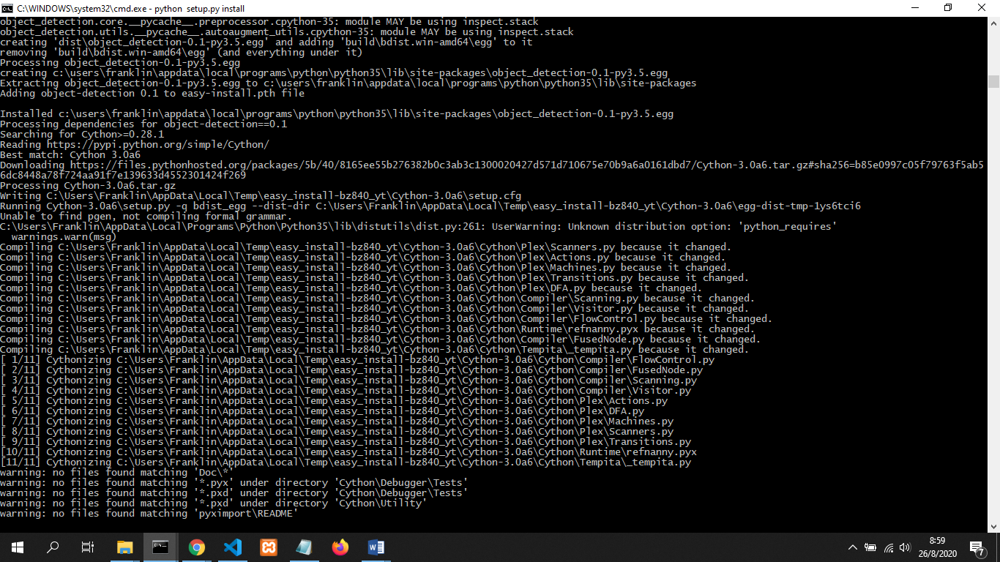 C:\WINDOWS\system32\cmd.exe - python  setup.py install
object_detection.core.__pycache__.preprocessor.cpython-35: module MAY be using inspect.stack
object_detection.utils.__pycache__.autoaugment_utils.cpython-35: module MAY be using inspect.stack
creating 'dist\object_detection-0.1-py3.5.egg' and adding 'build\bdist.win-amd64\egg' to it
removing 'build\bdist.win-amd64\egg' (and everything under it)
Processing object_detection-0.1-py3.5.egg
creating c:\users\franklin\appdata\local\programs\python\python35\lib\site-packages\object_detection-0.1-py3.5.egg
Extracting object_detection-0.1-py3.5.egg to c:\users\franklin\appdata\local\programs\python\python35\lib\site-packages
Adding object-detection 0.1 to easy-install.pth file

Installed c:\users\franklin\appdata\local\programs\python\python35\lib\site-packages\object_detection-0.1-py3.5.egg
Processing dependencies for object-detection==0.1
Searching for Cython>=0.28.1
Reading https://pypi.python.org/simple/Cython/
Best match: Cython 3.0a6
Downloading https://files.pythonhosted.org/packages/5b/40/8165ee55b276382b0c3ab3c1300020427d571d710675e70b9a6a0161dbd7/Cython-3.0a6.tar.gz#sha256=b85e0997c05f79763f5ab5
6dc8448a78f724aa91f7e139633d4552301424f269
Processing Cython-3.0a6.tar.gz
Writing C:\Users\Franklin\AppData\Local\Temp\easy_install-bz840_yt\Cython-3.0a6\setup.cfg
Running Cython-3.0a6\setup.py -q bdist_egg --dist-dir C:\Users\Franklin\AppData\Local\Temp\easy_install-bz840_yt\Cython-3.0a6\egg-dist-tmp-1ys6tci6
Unable to find pgen, not compiling formal grammar.
C:\Users\Franklin\AppData\Local\Programs\Python\Python35\lib\distutils\dist.py:261: UserWarning: Unknown distribution option: 'python_requires'
  warnings.warn(msg)
Compiling C:\Users\Franklin\AppData\Local\Temp\easy_install-bz840_yt\Cython-3.0a6\Cython\Plex\Scanners.py because it changed.
Compiling C:\Users\Franklin\AppData\Local\Temp\easy_install-bz840_yt\Cython-3.0a6\Cython\Plex\Actions.py because it changed.
Compiling C:\Users\Franklin\AppData\Local\Temp\easy_install-bz840_yt\Cython-3.0a6\Cython\Plex\Machines.py because it changed.
Compiling C:\Users\Franklin\AppData\Local\Temp\easy_install-bz840_yt\Cython-3.0a6\Cython\Plex\Transitions.py because it changed.
Compiling C:\Users\Franklin\AppData\Local\Temp\easy_install-bz840_yt\Cython-3.0a6\Cython\Plex\DFA.py because it changed.
Compiling C:\Users\Franklin\AppData\Local\Temp\easy_install-bz840_yt\Cython-3.0a6\Cython\Compiler\Scanning.py because it changed.
Compiling C:\Users\Franklin\AppData\Local\Temp\easy_install-bz840_yt\Cython-3.0a6\Cython\Compiler\Visitor.py because it changed.
Compiling C:\Users\Franklin\AppData\Local\Temp\easy_install-bz840_yt\Cython-3.0a6\Cython\Compiler\FlowControl.py because it changed.
Compiling C:\Users\Franklin\AppData\Local\Temp\easy_install-bz840_yt\Cython-3.0a6\Cython\Runtime\refnanny.pyx because it changed.
Compiling C:\Users\Franklin\AppData\Local\Temp\easy_install-bz840_yt\Cython-3.0a6\Cython\Compiler\FusedNode.py because it changed.
Compiling C:\Users\Franklin\AppData\Local\Temp\easy_install-bz840_yt\Cython-3.0a6\Cython\Tempita\_tempita.py because it changed.
[ 1/11] Cythonizing C:\Users\Franklin\AppData\Local\Temp\easy_install-bz840_yt\Cython-3.0a6\Cython\Compiler\FlowControl.py
[ 2/11] Cythonizing C:\Users\Franklin\AppData\Local\Temp\easy_install-bz840_yt\Cython-3.0a6\Cython\Compiler\FusedNode.py
[ 3/11] Cythonizing C:\Users\Franklin\AppData\Local\Temp\easy_install-bz840_yt\Cython-3.0a6\Cython\Compiler\Scanning.py
[ 4/11] Cythonizing C:\Users\Franklin\AppData\Local\Temp\easy_install-bz840_yt\Cython-3.0a6\Cython\Compiler\Visitor.py
[ 5/11] Cythonizing C:\Users\Franklin\AppData\Local\Temp\easy_install-bz840_yt\Cython-3.0a6\Cython\Plex\Actions.py
[ 6/11] Cythonizing C:\Users\Franklin\AppData\Local\Temp\easy_install-bz840_yt\Cython-3.0a6\Cython\Plex\DFA.py
[ 7/11] Cythonizing C:\Users\Franklin\AppData\Local\Temp\easy_install-bz840_yt\Cython-3.0a6\Cython\Plex\Machines.py
[ 8/11] Cythonizing C:\Users\Franklin\AppData\Local\Temp\easy_install-bz840_yt\Cython-3.0a6\Cython\Plex\Scanners.py
[ 9/11] Cythonizing C:\Users\Franklin\AppData\Local\Temp\easy_install-bz840_yt\Cython-3.0a6\Cython\Plex\Transitions.py
[10/11] Cythonizing C:\Users\Franklin\AppData\Local\Temp\easy_install-bz840_yt\Cython-3.0a6\Cython\Runtime\refnanny.pyx
[11/11] Cythonizing C:\Users\Franklin\AppData\Local\Temp\easy_install-bz840_yt\Cython-3.0a6\Cython\Tempita\_tempita.py
warning: no files found matching 'Doc\*'
warning: no files found matching '*.pyx' under directory 'Cython\Debugger\Tests'
warning: no files found matching '*.pxd' under directory 'Cython\Debugger\Tests'
warning: no files found matching '*.pxd' under directory 'Cython\Utility'
warning: no files found matching 'pyximport\README'
8:59
26/8/2020
7